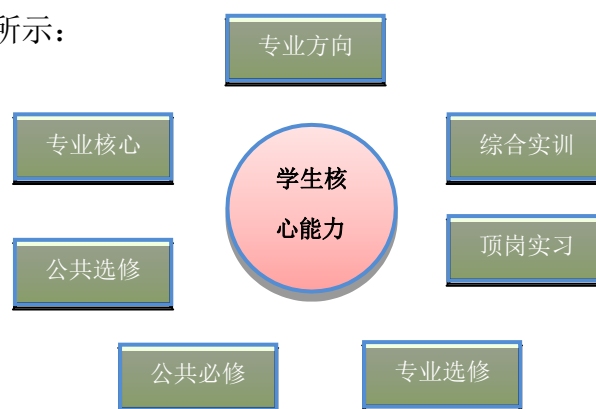 所示：
专业方向
专业核心
综合实训
学生核
心能力
顶岗实习
公共选修
公共必修
专业选修